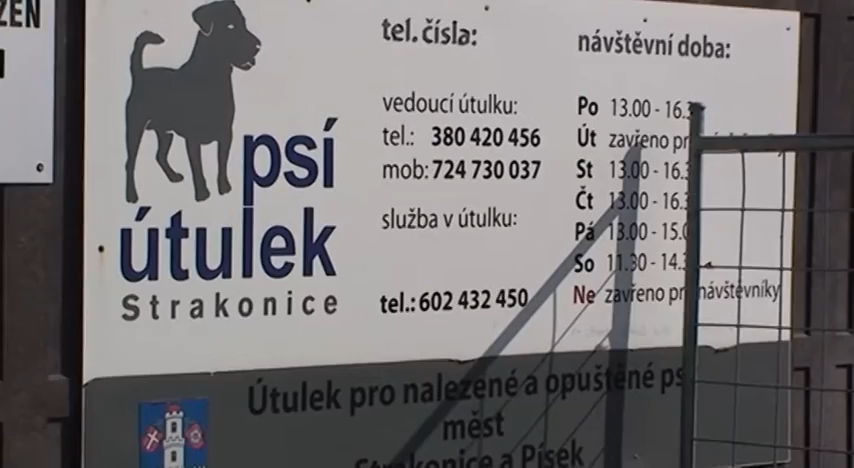 psí
útulek
Strakonice
tel. čísla:
vedoucí útulku:
tel.: 380 420 456
mob: 724 730 037
služba v útulku:
tel.: 602 432 450
návštěvní doba:
Po 13.00 - 16.3
Út zavřeno pr
St 13.00 - 16.3
Čt 13.00 - 16.3
Pá 13.00 - 15.0
So 11.30 - 14.3
Ne zavřeno pro návštěvníky
Útulek pro nalezené a opuštěné ps
měst
Strakonice a Písek